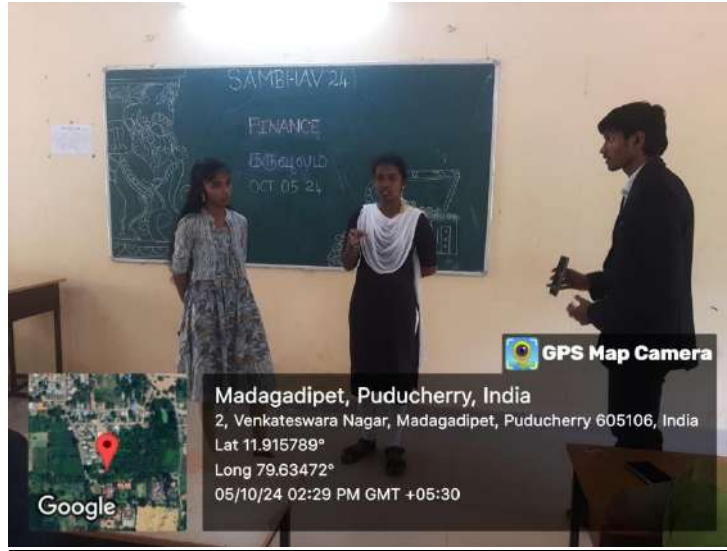 SAMBHAV 24
FINANCE
OCT 05 24
GPS Map Camera
Madagadipet, Puducherry, India
2, Venkateswara Nagar, Madagadipet, Puducherry 605106, India
Lat 11.915789°
Long 79.63472°
05/10/24 02:29 PM GMT +05:30
Google